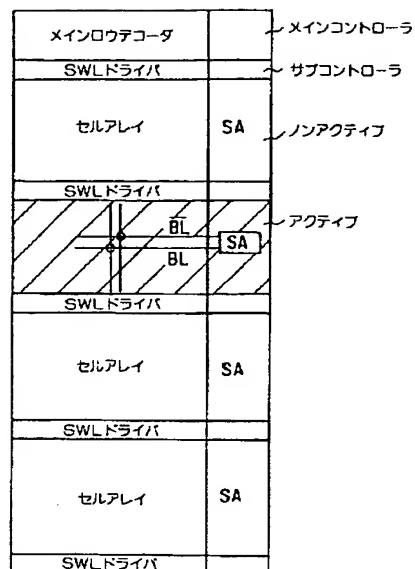 メインロウデコーダ
メインコントローラ
SWLドライバ
サブコントローラ
セルアレイ
SA
ノンアクティブ
SWLドライバ
アクティブ
B̅L̅
SA
BL
SWLドライバ
セルアレイ
SA
SWLドライバ
セルアレイ
SA
SWLドライバ